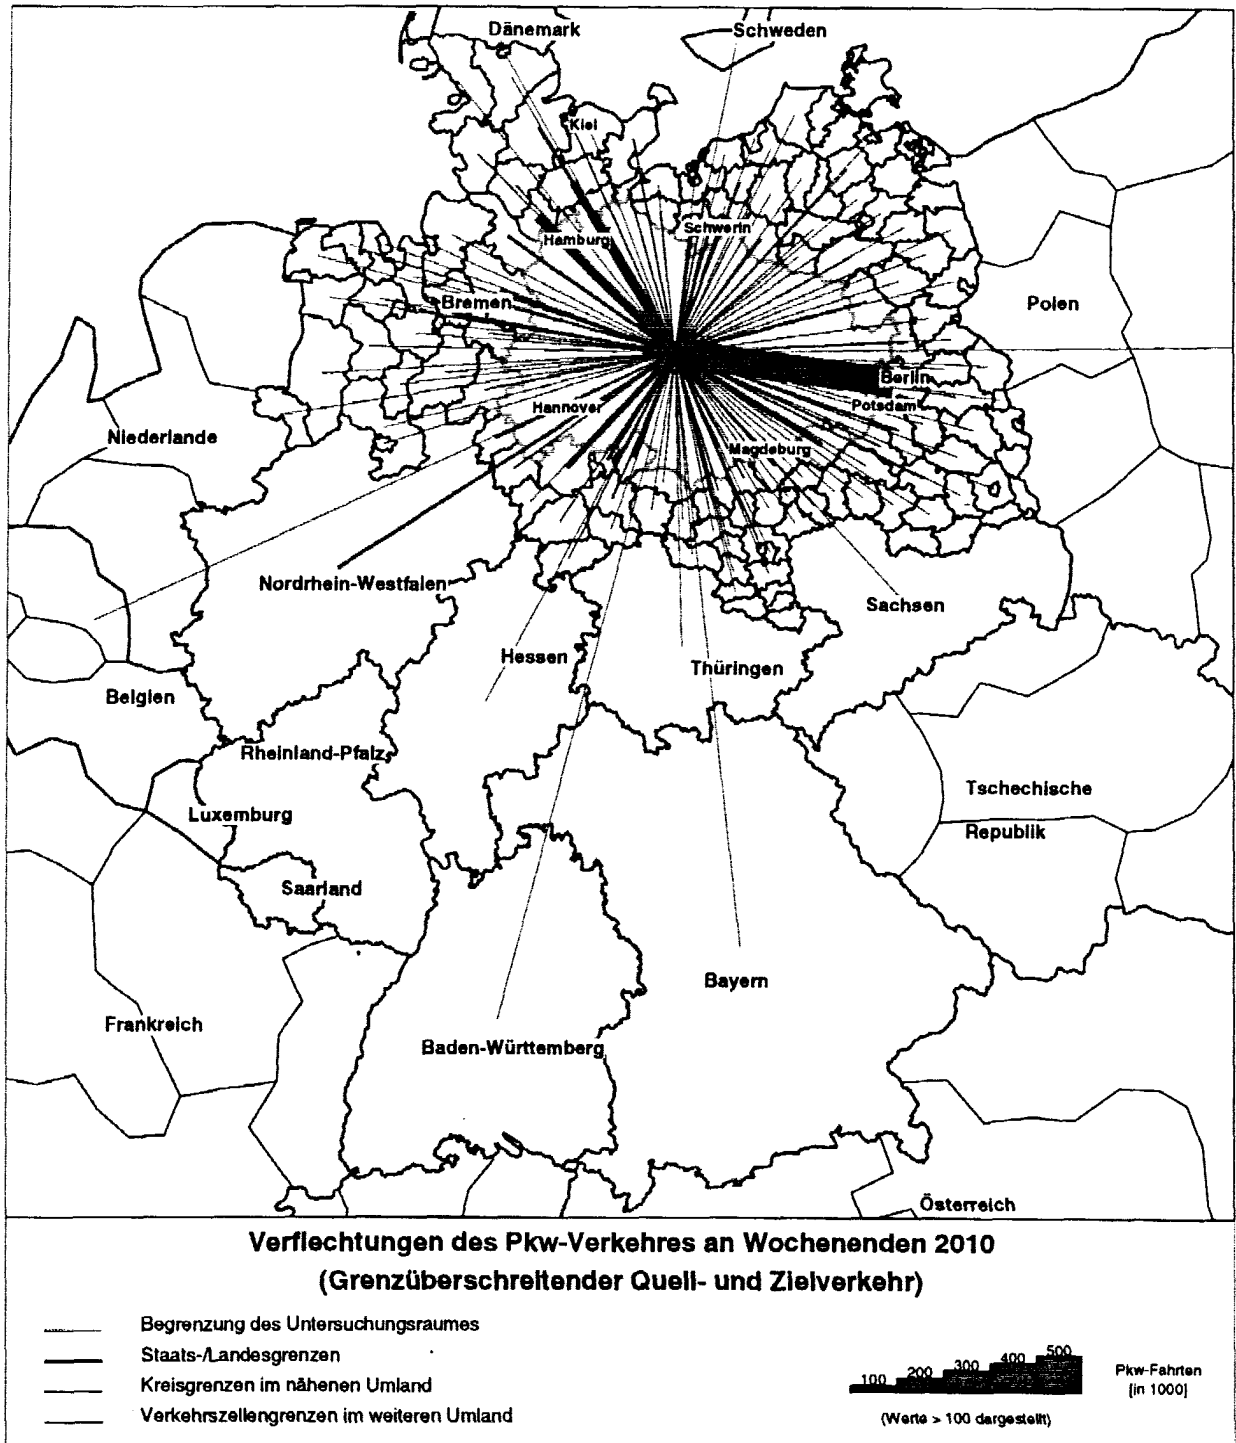 Dänemark
Schweden
Kiel
Schwerin
Hamburg
Bremen
Polen
Berlin
Potsdam
Hannover
Niederlande
Magdeburg
Nordrhein-Westfalen
Sachsen
Hessen
Thüringen
Belgien
Rheinland-Pfalz
Tschechische
Republik
Luxemburg
Saarland
Bayern
Frankreich
Baden-Württemberg
Österreich
Verflechtungen des Pkw-Verkehres an Wochenenden 2010
(Grenzüberschreitender Quell- und Zielverkehr)
Begrenzung des Untersuchungsraumes
Staats-/Landesgrenzen
Kreisgrenzen im nähenen Umland
Verkehrszellengrenzen im weiteren Umland
100 200 300 400 500
Pkw-Fahrten
[in 1000]
(Werte > 100 dargestellt)